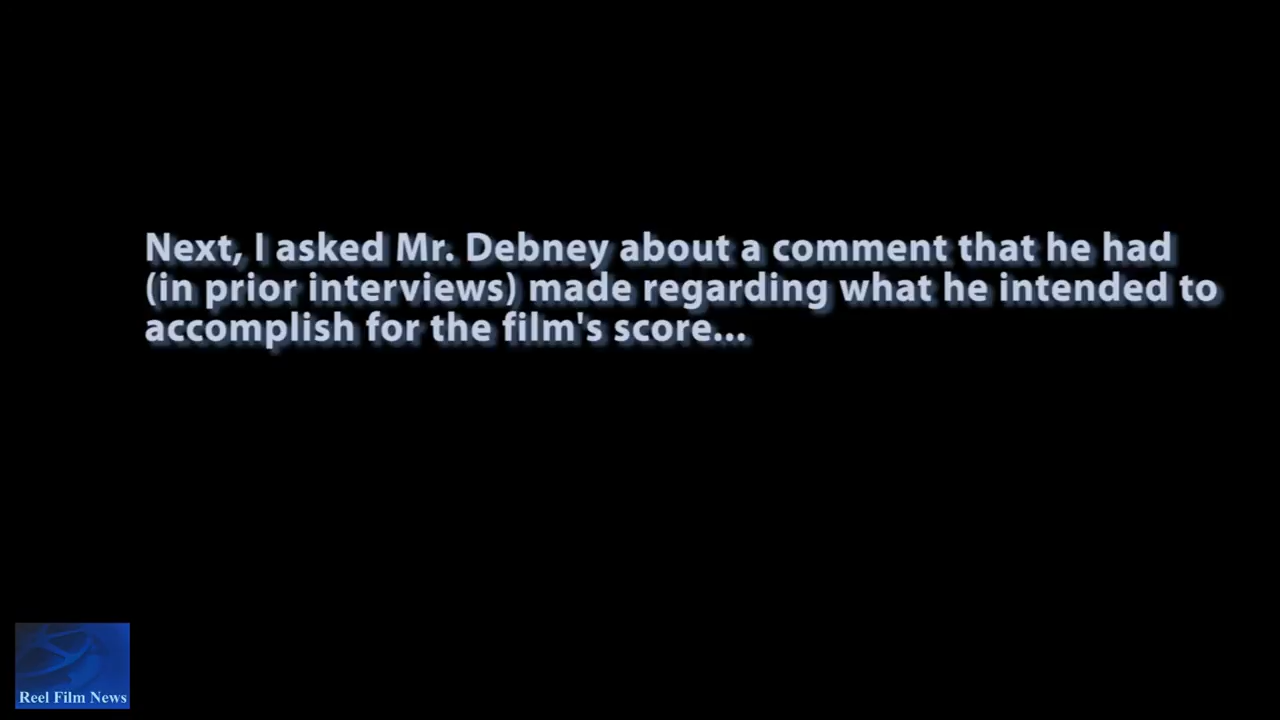 Next, I asked Mr. Debney about a comment that he had
(in prior interviews) made regarding what he intended to
accomplish for the film's score...
Reel Film News